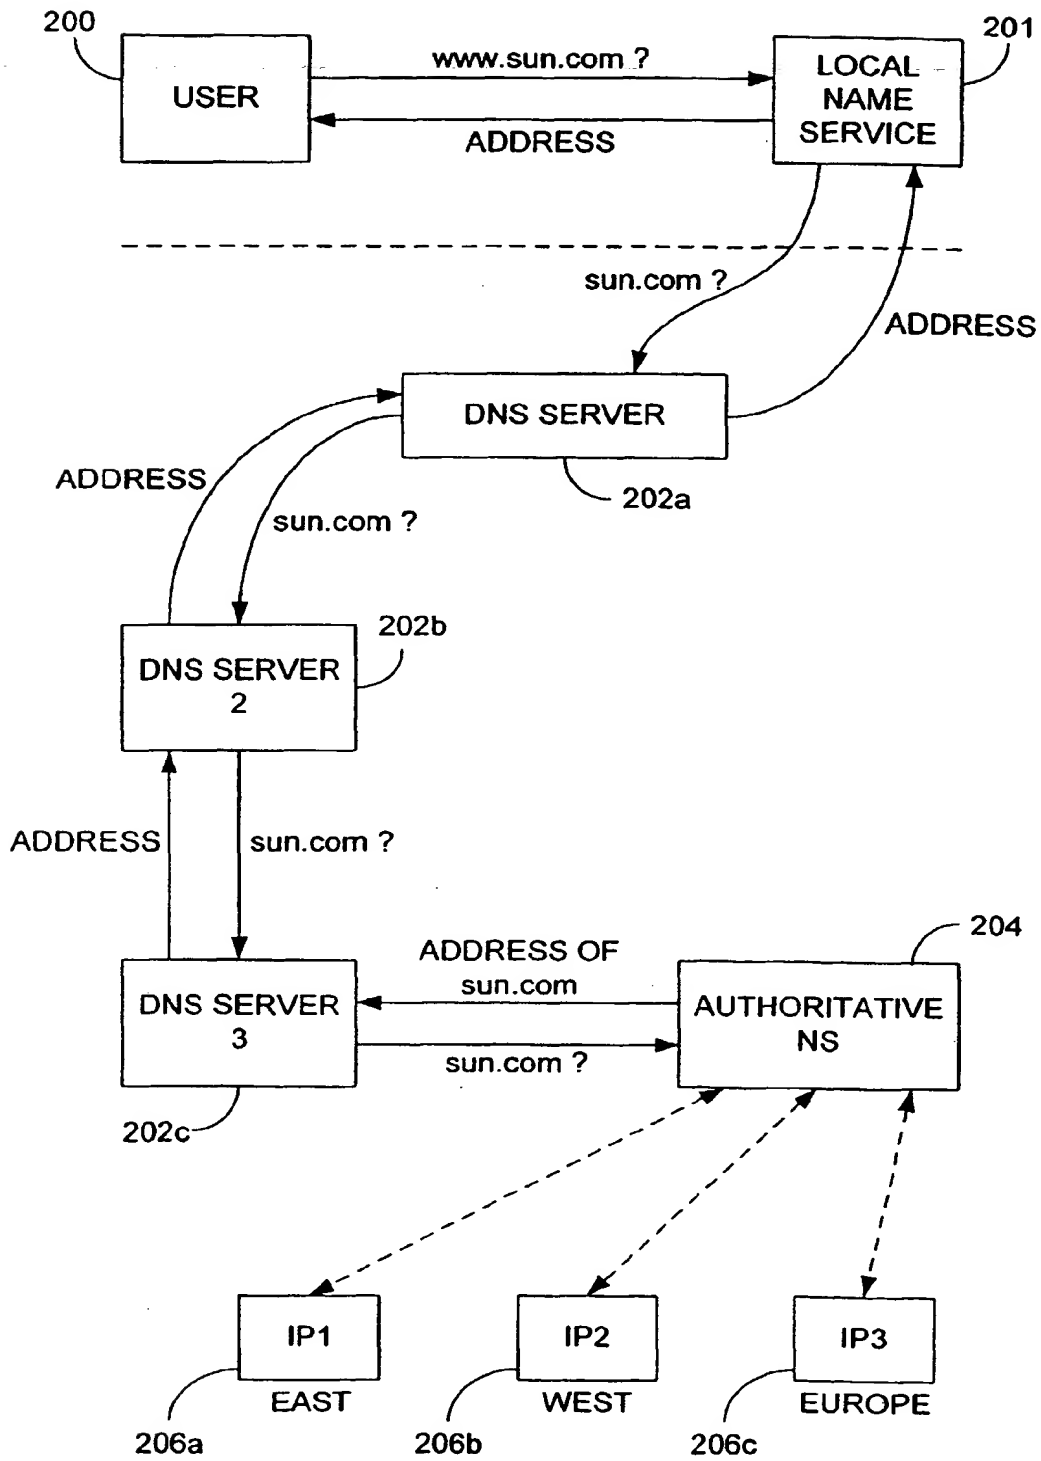 200
USER
www.sun.com ?
ADDRESS
201
LOCAL
NAME
SERVICE
sun.com ?
ADDRESS
DNS SERVER
202a
ADDRESS
sun.com ?
202b
DNS SERVER
2
ADDRESS
sun.com ?
DNS SERVER
3
202c
ADDRESS OF
sun.com
sun.com ?
204
AUTHORITATIVE
NS
IP1
EAST
206a
IP2
WEST
206b
IP3
EUROPE
206c